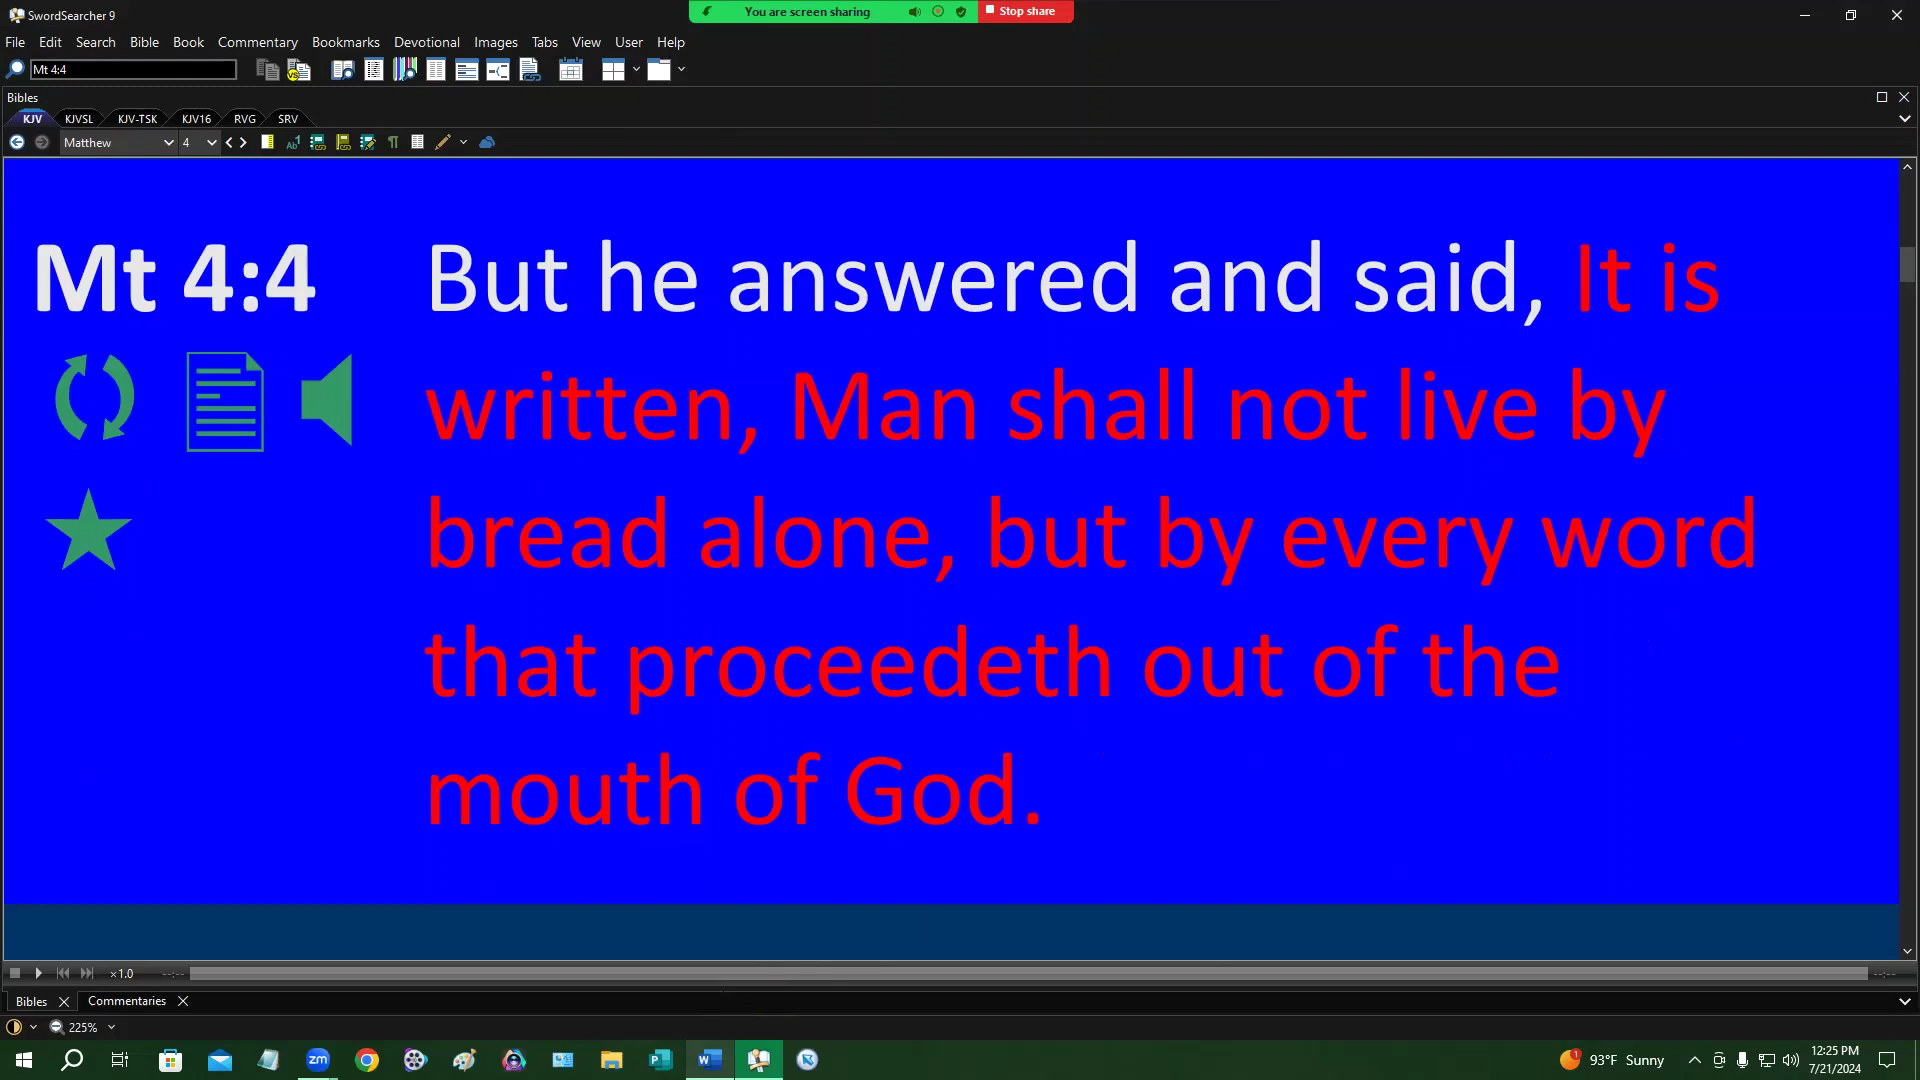 SwordSearcher 9
You are screen sharing
Stop share
File Edit Search Bible Book Commentary Bookmarks Devotional Images Tabs View User Help
Mt 4:4
Bibles
KJV KJVSL KJV-TSK KJV16 RVG SRV
Matthew 4
Mt 4:4 But he answered and said, It is
written, Man shall not live by
bread alone, but by every word
that proceedeth out of the
mouth of God.
×1.0 --:-- --:--
Bibles Commentaries
225%
93°F Sunny
12:25 PM
7/21/2024